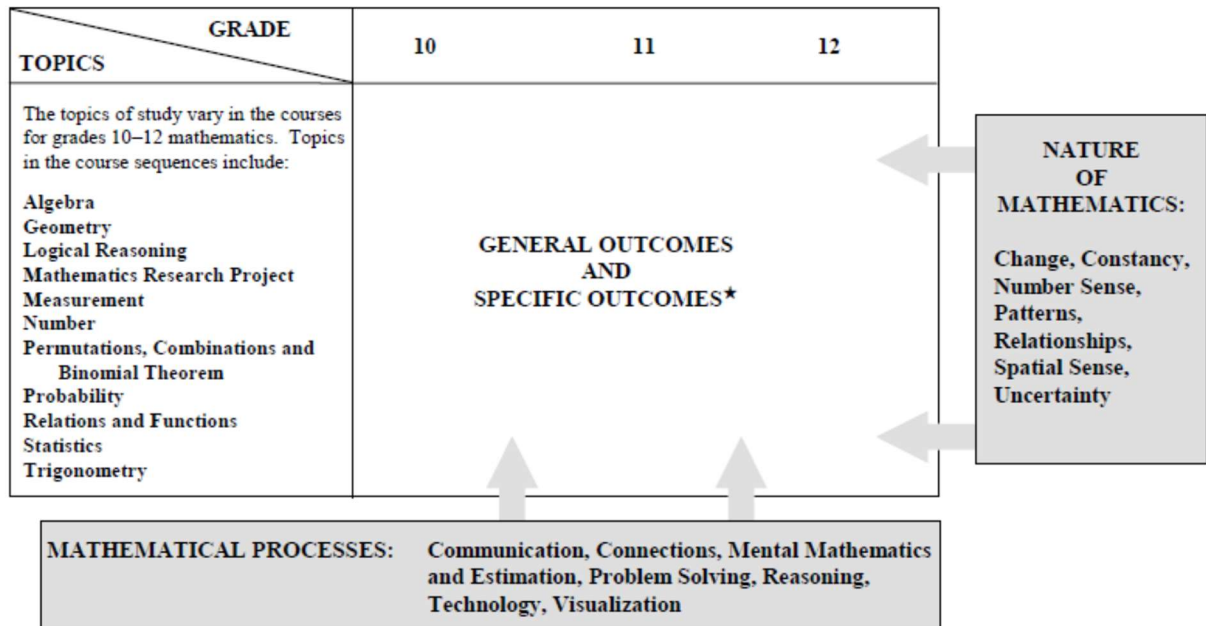 GRADE
TOPICS
10 11 12
The topics of study vary in the courses
for grades 10–12 mathematics. Topics
in the course sequences include:
Algebra
Geometry
Logical Reasoning
Mathematics Research Project
Measurement
Number
Permutations, Combinations and
Binomial Theorem
Probability
Relations and Functions
Statistics
Trigonometry
GENERAL OUTCOMES
AND
SPECIFIC OUTCOMES★
NATURE
OF
MATHEMATICS:
Change, Constancy,
Number Sense,
Patterns,
Relationships,
Spatial Sense,
Uncertainty
MATHEMATICAL PROCESSES: Communication, Connections, Mental Mathematics
and Estimation, Problem Solving, Reasoning,
Technology, Visualization